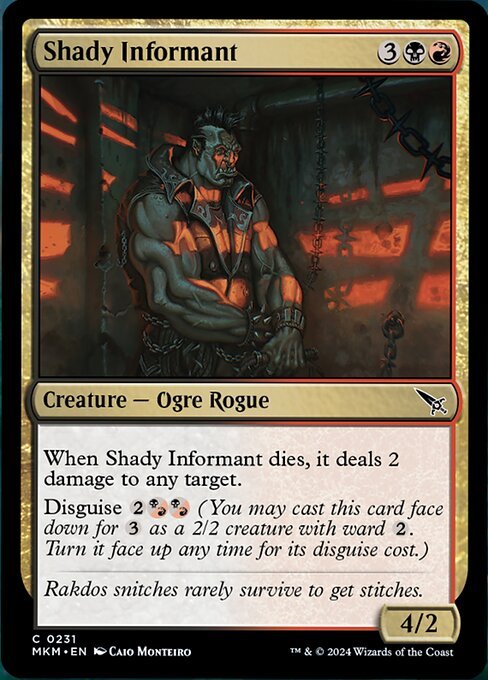 Shady Informant 3
Creature — Ogre Rogue
When Shady Informant dies, it deals 2
damage to any target.
Disguise 2 (You may cast this card face
down for 3 as a 2/2 creature with ward 2.
Turn it face up any time for its disguise cost.)
Rakdos snitches rarely survive to get stitches.
4/2
C 0231
MKM • EN Caio Monteiro ™ & © 2024 Wizards of the Coast